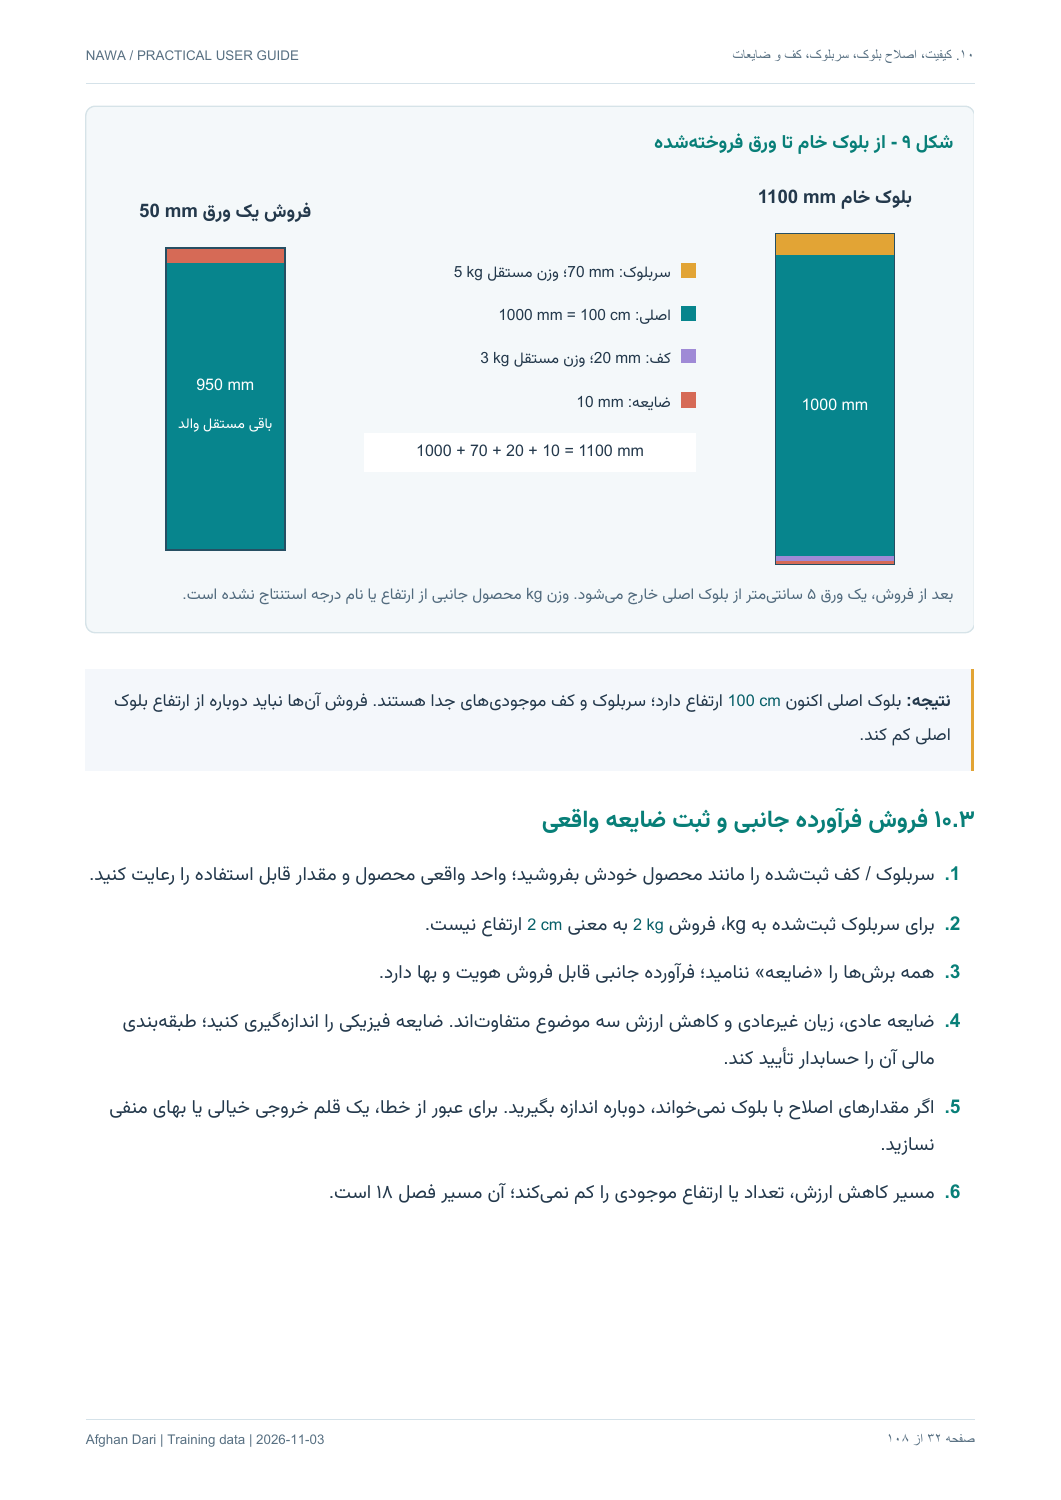 ۱۰. کیفیت، اصلاح بلوک، سربلوک، کف و ضایعات
NAWA / PRACTICAL USER GUIDE
شکل ۹ - از بلوک خام تا ورق فروخته‌شده
بلوک خام 1100 mm
فروش یک ورق 50 mm
سربلوک: 70 mm؛ وزن مستقل 5 kg
اصلی: 1000 mm = 100 cm
کف: 20 mm؛ وزن مستقل 3 kg
ضایعه: 10 mm
1000 + 70 + 20 + 10 = 1100 mm
1000 mm
950 mm
باقی مستقل والد
بعد از فروش، یک ورق ۵ سانتی‌متر از بلوک اصلی خارج می‌شود. وزن kg محصول جانبی از ارتفاع یا نام درجه استنتاج نشده است.
نتیجه: بلوک اصلی اکنون 100 cm ارتفاع دارد؛ سربلوک و کف موجودی‌های جدا هستند. فروش آن‌ها نباید دوباره از ارتفاع بلوک
اصلی کم کند.
۱۰.۳ فروش فرآورده جانبی و ثبت ضایعه واقعی
1. سربلوک / کف ثبت‌شده را مانند محصول خودش بفروشید؛ واحد واقعی محصول و مقدار قابل استفاده را رعایت کنید.
2. برای سربلوک ثبت‌شده به kg، فروش 2 kg به معنی 2 cm ارتفاع نیست.
3. همه برش‌ها را «ضایعه» ننامید؛ فرآورده جانبی قابل فروش هویت و بها دارد.
4. ضایعه عادی، زیان غیرعادی و کاهش ارزش سه موضوع متفاوت‌اند. ضایعه فیزیکی را اندازه‌گیری کنید؛ طبقه‌بندی
مالی آن را حسابدار تأیید کند.
5. اگر مقدارهای اصلاح با بلوک نمی‌خواند، دوباره اندازه بگیرید. برای عبور از خطا، یک قلم خروجی خیالی یا بهای منفی
نسازید.
6. مسیر کاهش ارزش، تعداد یا ارتفاع موجودی را کم نمی‌کند؛ آن مسیر فصل ۱۸ است.
صفحه ۳۲ از ۱۰۸
Afghan Dari | Training data | 2026-11-03